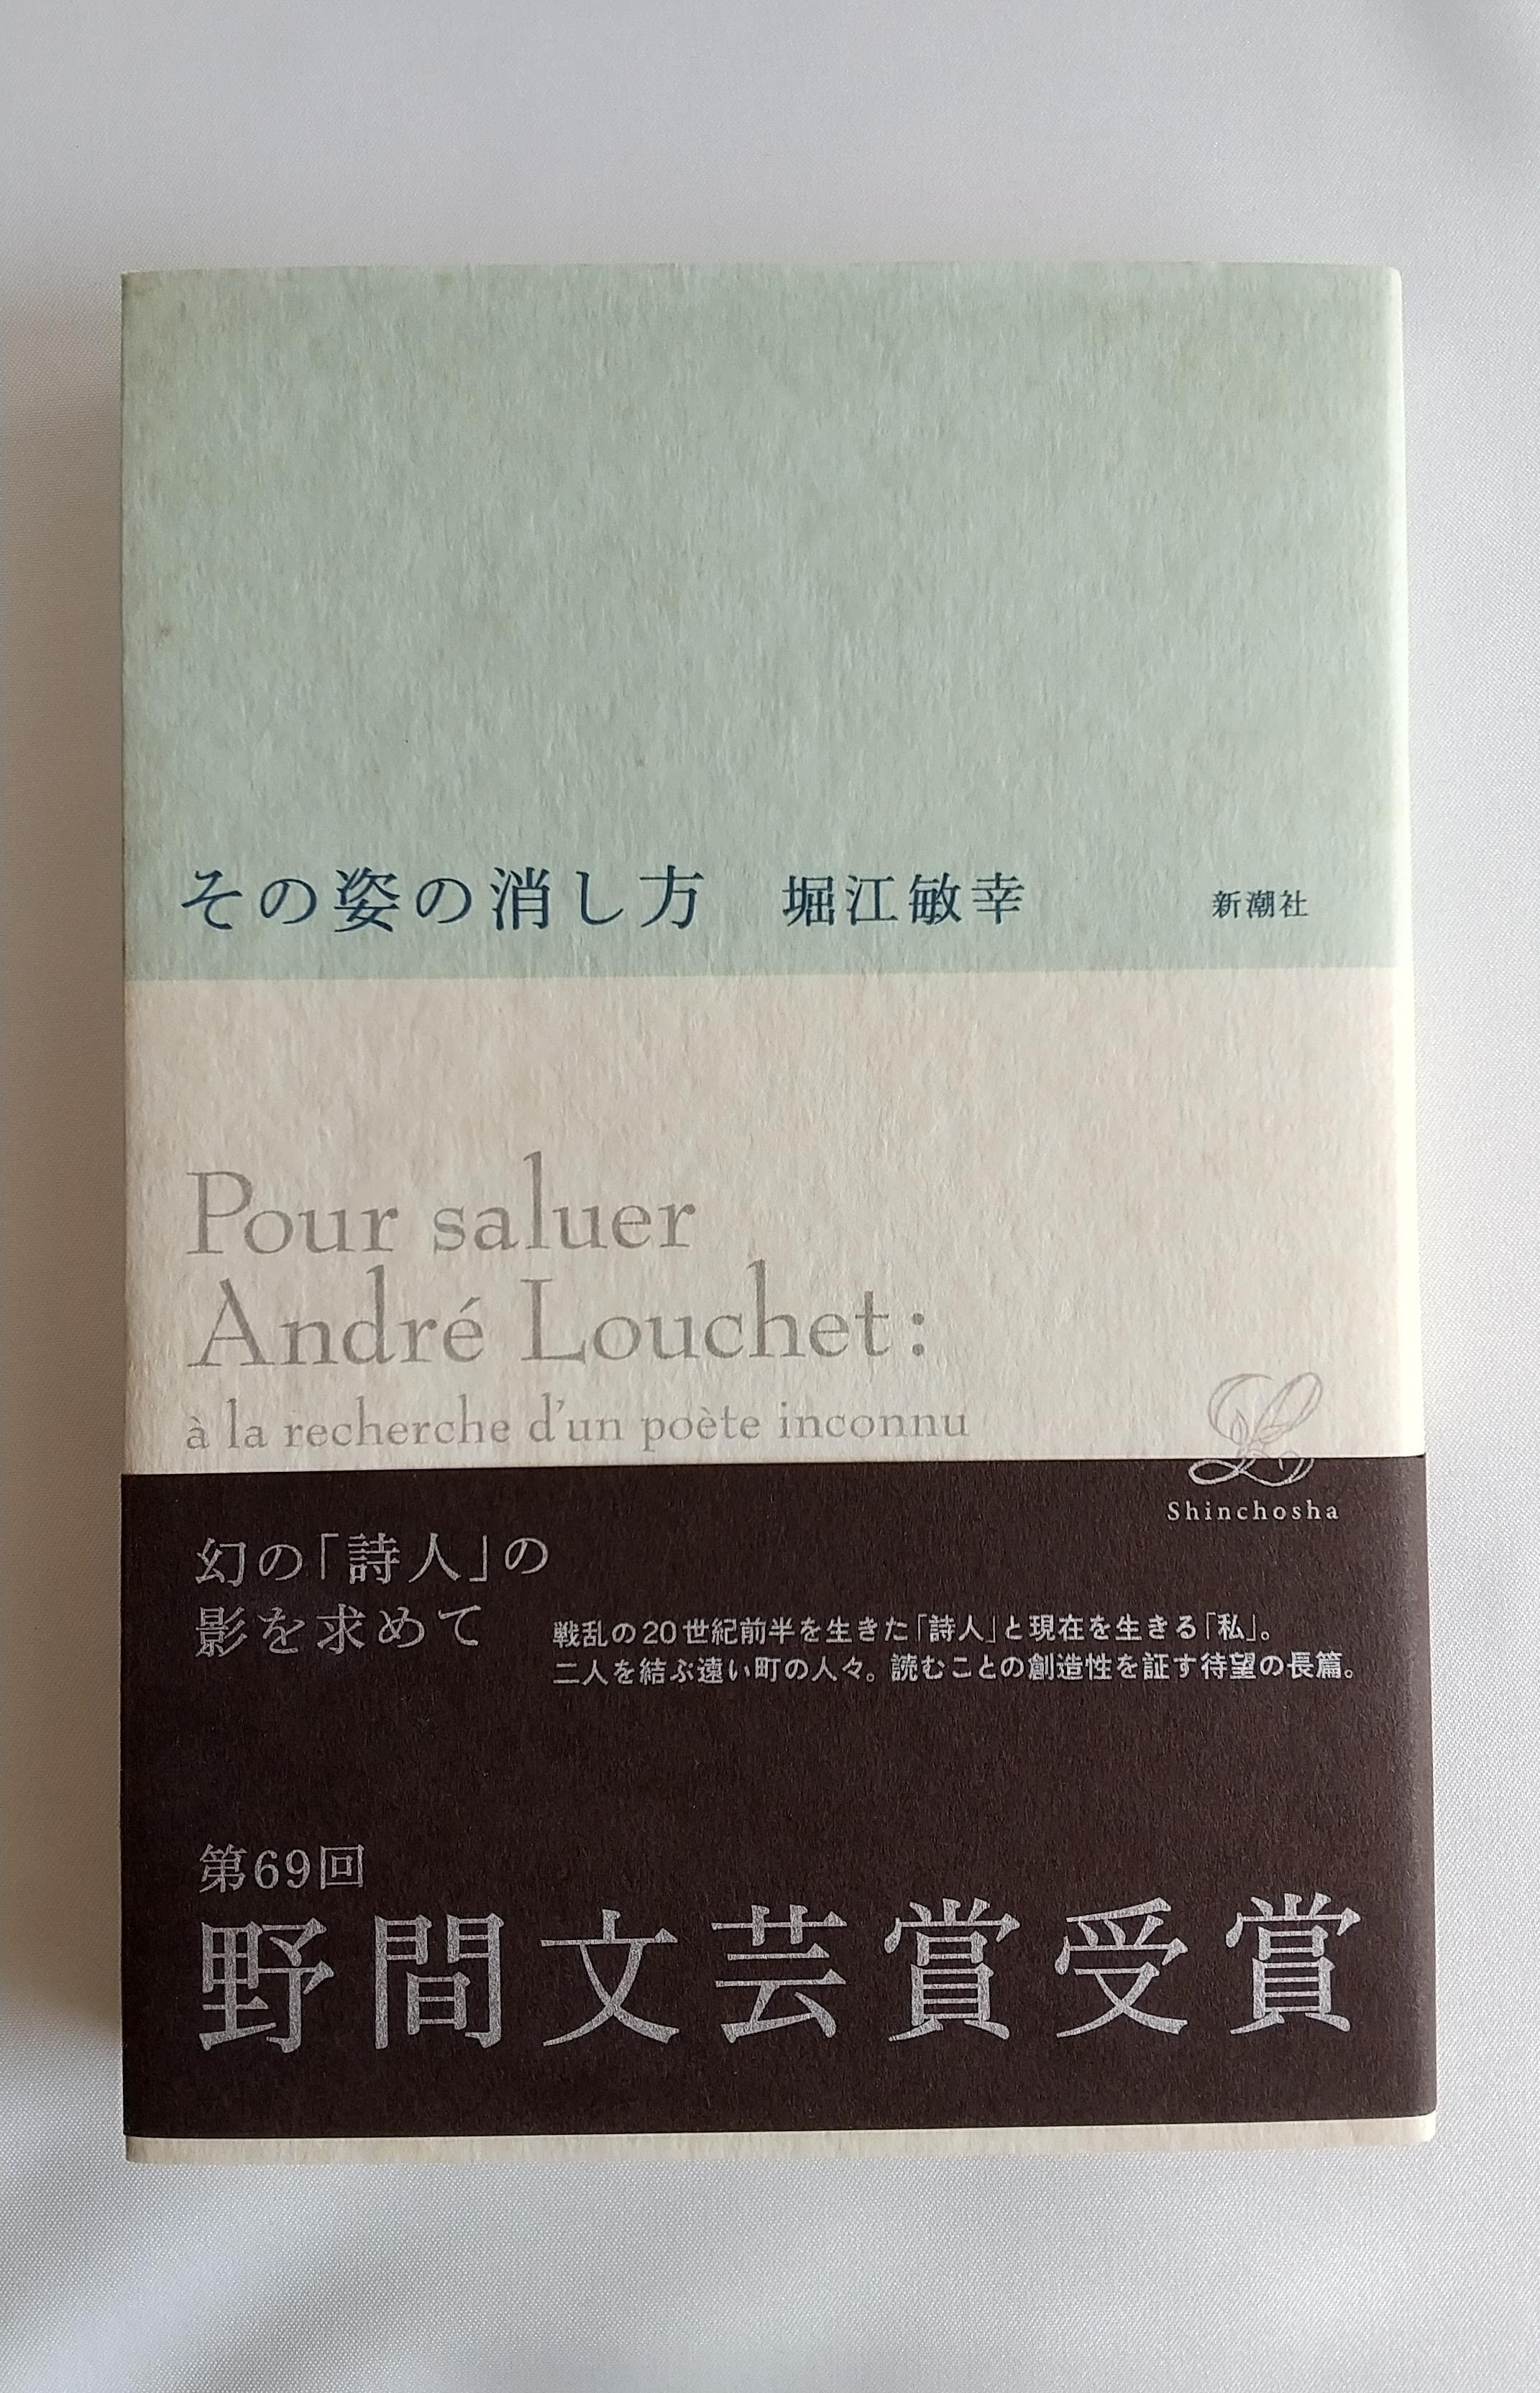 その姿の消し方 堀江敏幸 新潮社
Pour saluer
André Louchet:
à la recherche d'un poète inconnu
Shinchosha
幻の「詩人」の
影を求めて
戦乱の20世紀前半を生きた「詩人」と現在を生きる「私」。
二人を結ぶ遠い町の人々。読むことの創造性を証す待望の長篇。
第69回
野間文芸賞受賞